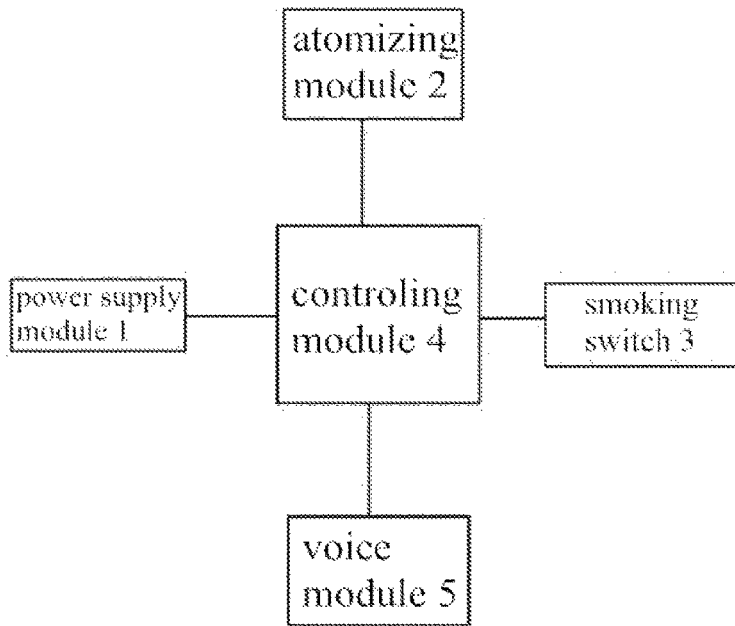 atomizing
module 2
power supply
module 1
controling
module 4
smoking
switch 3
voice
module 5